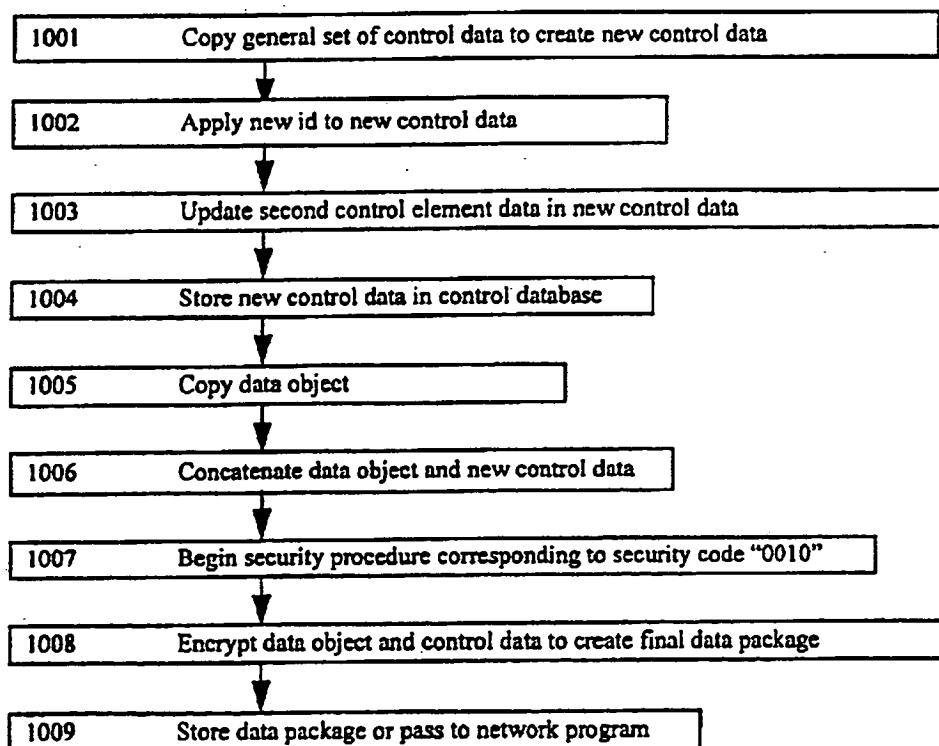 1001 Copy general set of control data to create new control data
1002 Apply new id to new control data
1003 Update second control element data in new control data
1004 Store new control data in control database
1005 Copy data object
1006 Concatenate data object and new control data
1007 Begin security procedure corresponding to security code “0010”
1008 Encrypt data object and control data to create final data package
1009 Store data package or pass to network program